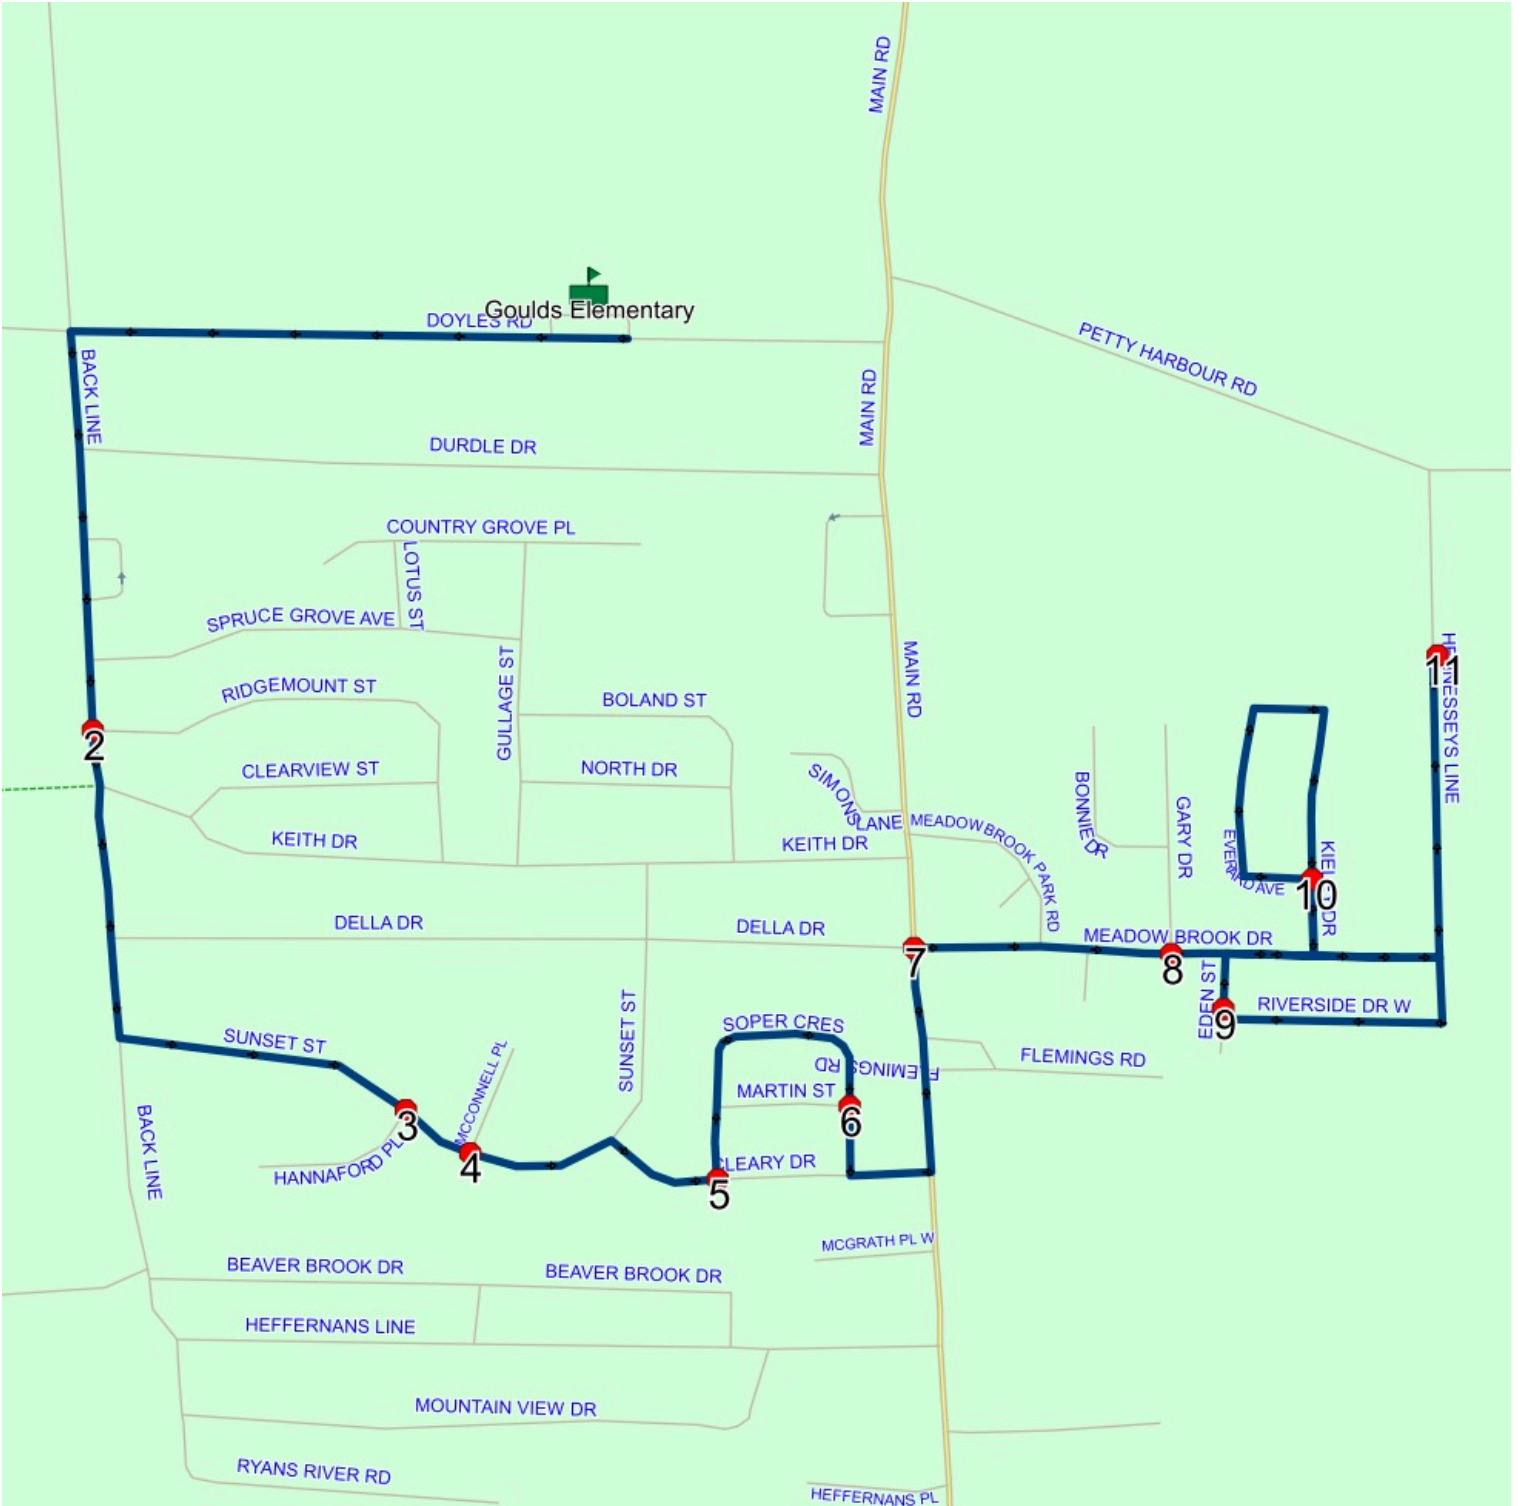 MAIN RD
Goulds Elementary
DOYLES RD
PETTY HARBOUR RD
BACK LINE
MAIN RD
DURDLE DR
COUNTRY GROVE PL
LOTUS ST
SPRUCE GROVE AVE
GULLAGE ST
MAIN RD
HENNESSEYS LINE
11
RIDGEMOUNT ST
BOLAND ST
2
CLEARVIEW ST
NORTH DR
SIMONS
LANE
MEADOW BROOK PARK RD
BONNIE DR
GARY DR
KEITH DR
KEITH DR
EVERARD AVE
KIELEY DR
10
DELLA DR
DELLA DR
MEADOW BROOK DR
7
8
EDEN ST
RIVERSIDE DR W
9
SUNSET ST
SUNSET ST
SOPER CRES
FLEMINGS RD
FLEMINGS RD
MCCONNELL PL
MARTIN ST
3
6
BACK LINE
HANNAFORD PL
4
CLEARY DR
5
MCGRATH PL W
BEAVER BROOK DR
BEAVER BROOK DR
HEFFERNANS LINE
MOUNTAIN VIEW DR
RYANS RIVER RD
HEFFERNANS PL